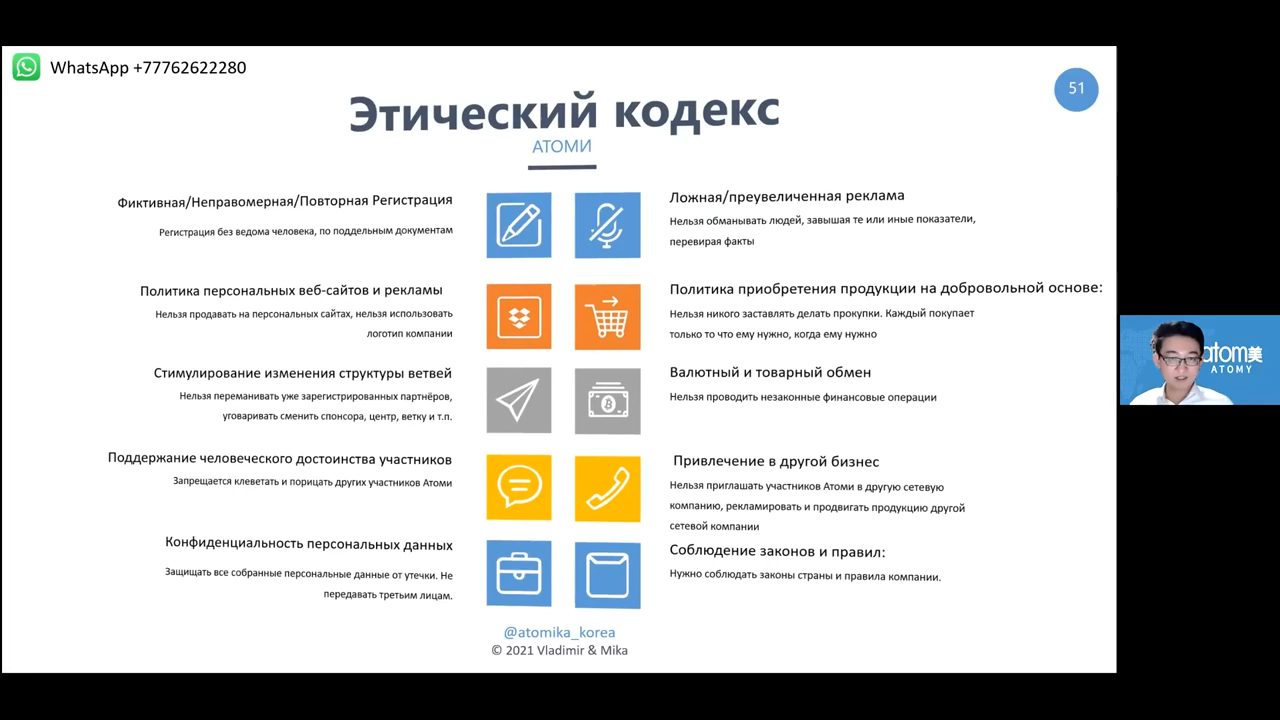 WhatsApp +77762622280
51
Этический кодекс
АТОМИ
Фиктивная/Неправомерная/Повторная Регистрация
Регистрация без ведома человека, по поддельным документам
Политика персональных веб-сайтов и рекламы
Нельзя продавать на персональных сайтах, нельзя использовать
логотип компании
Стимулирование изменения структуры ветвей
Нельзя переманивать уже зарегистрированных партнёров,
уговаривать сменить спонсора, центр, ветку и т.п.
Поддержание человеческого достоинства участников
Запрещается клеветать и порицать других участников Атоми
Конфиденциальность персональных данных
Защищать все собранные персональные данные от утечки. Не
передавать третьим лицам.
Ложная/преувеличенная реклама
Нельзя обманывать людей, завышая те или иные показатели,
перевирая факты
Политика приобретения продукции на добровольной основе:
Нельзя никого заставлять делать прокупки. Каждый покупает
только то что ему нужно, когда ему нужно
Валютный и товарный обмен
Нельзя проводить незаконные финансовые операции
Привлечение в другой бизнес
Нельзя приглашать участников Атоми в другую сетевую
компанию, рекламировать и продвигать продукцию другой
сетевой компании
Соблюдение законов и правил:
Нужно соблюдать законы страны и правила компании.
@atomika_korea
© 2021 Vladimir & Mika
atom美
ATOMY